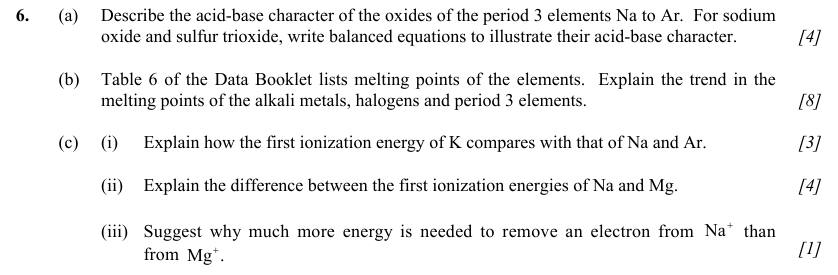 6. (a) Describe the acid-base character of the oxides of the period 3 elements Na to Ar. For sodium
oxide and sulfur trioxide, write balanced equations to illustrate their acid-base character. [4]
(b) Table 6 of the Data Booklet lists melting points of the elements. Explain the trend in the
melting points of the alkali metals, halogens and period 3 elements. [8]
(c) (i) Explain how the first ionization energy of K compares with that of Na and Ar. [3]
(ii) Explain the difference between the first ionization energies of Na and Mg. [4]
(iii) Suggest why much more energy is needed to remove an electron from Na⁺ than
from Mg⁺. [1]